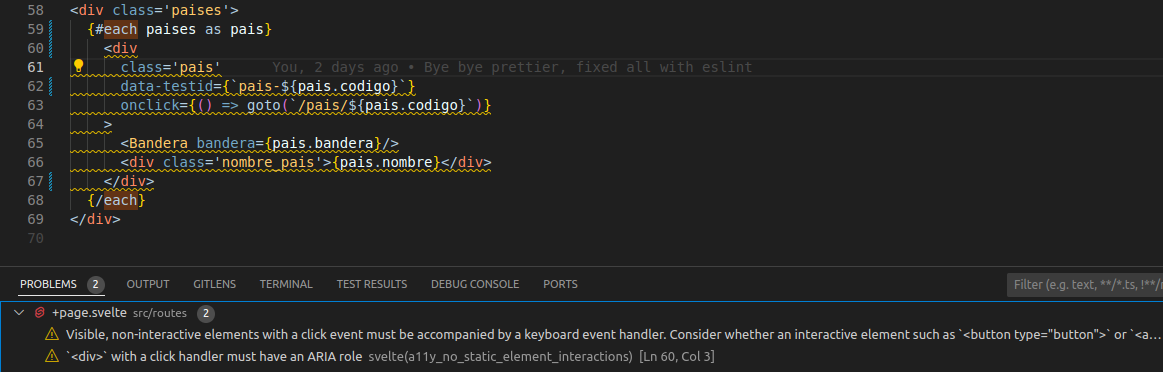 58 <div class='paises'>
59 {#each paises as pais}
60 <div
61 class='pais' You, 2 days ago • Bye bye prettier, fixed all with eslint
62 data-testid={`pais-${pais.codigo}`}
63 onclick={() => goto(`/pais/${pais.codigo}`)}
64 >
65 <Bandera bandera={pais.bandera}/>
66 <div class='nombre_pais'>{pais.nombre}</div>
67 </div>
68 {/each}
69 </div>
70
PROBLEMS 2 OUTPUT GITLENS TERMINAL TEST RESULTS DEBUG CONSOLE PORTS Filter (e.g. text, **/*.ts, !**/
+page.svelte src/routes 2
Visible, non-interactive elements with a click event must be accompanied by a keyboard event handler. Consider whether an interactive element such as `<button type="button">` or `<a...
`<div>` with a click handler must have an ARIA role svelte(a11y_no_static_element_interactions) [Ln 60, Col 3]